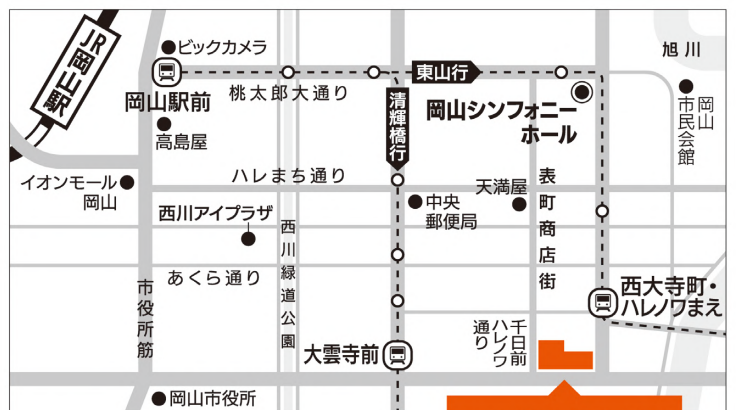 JR岡山駅
ビックカメラ
岡山駅前
高島屋
桃太郎大通り
東山行
清輝橋行
旭川
岡山シンフォニー
ホール
岡山
市民会館
イオンモール
岡山
ハレまち通り
西川アイプラザ
中央
郵便局
天満屋
表町商店街
西川緑道公園
あくら通り
市役所筋
西大寺町・
ハレノワまえ
大雲寺前
千日前
ハレノワ
通り
岡山市役所